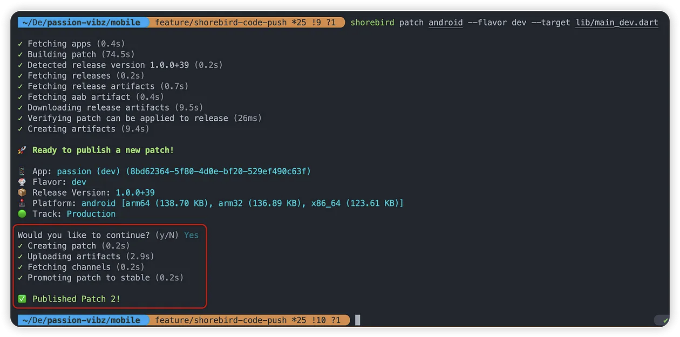 ~/De/passion-vibz/mobile feature/shorebird-code-push *25 !9 ?1 shorebird patch android --flavor dev --target lib/main_dev.dart
✓ Fetching apps (0.4s)
✓ Building patch (74.5s)
✓ Detected release version 1.0.0+39 (0.2s)
✓ Fetching releases (0.2s)
✓ Fetching release artifacts (0.7s)
✓ Fetching aab artifact (0.4s)
✓ Downloading release artifacts (9.5s)
✓ Verifying patch can be applied to release (26ms)
✓ Creating artifacts (9.4s)
🚀 Ready to publish a new patch!
📱 App: passion (dev) (8bd62364-5f80-4d0e-bf20-529ef490c63f)
🍨 Flavor: dev
📦 Release Version: 1.0.0+39
🕹️ Platform: android [arm64 (138.70 KB), arm32 (136.89 KB), x86_64 (123.61 KB)]
🟢 Track: Production
Would you like to continue? (y/N) Yes
✓ Creating patch (0.2s)
✓ Uploading artifacts (2.9s)
✓ Fetching channels (0.2s)
✓ Promoting patch to stable (0.2s)
✅ Published Patch 2!
~/De/passion-vibz/mobile feature/shorebird-code-push *25 !10 ?1 ✓